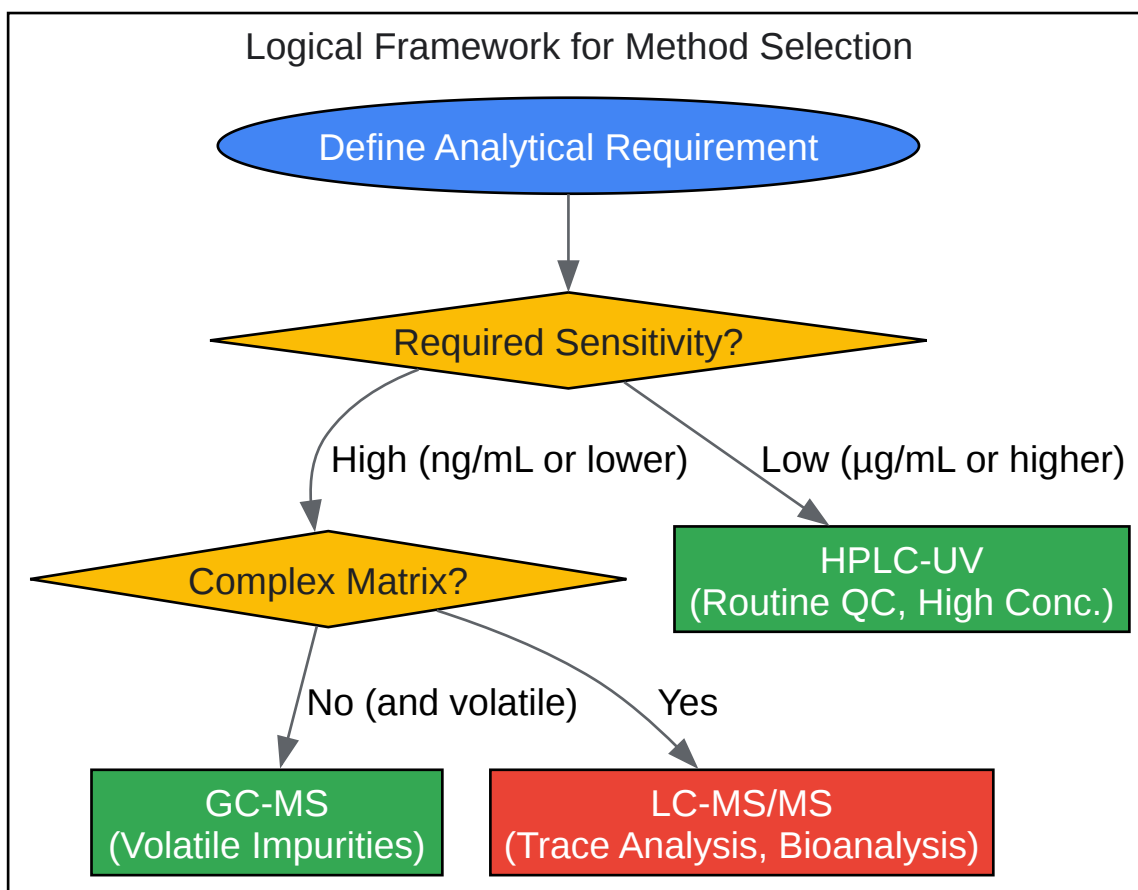 Logical Framework for Method Selection
Define Analytical Requirement
Required Sensitivity?
High (ng/mL or lower)
Low (µg/mL or higher)
HPLC-UV
(Routine QC, High Conc.)
Complex Matrix?
No (and volatile)
Yes
GC-MS
(Volatile Impurities)
LC-MS/MS
(Trace Analysis, Bioanalysis)